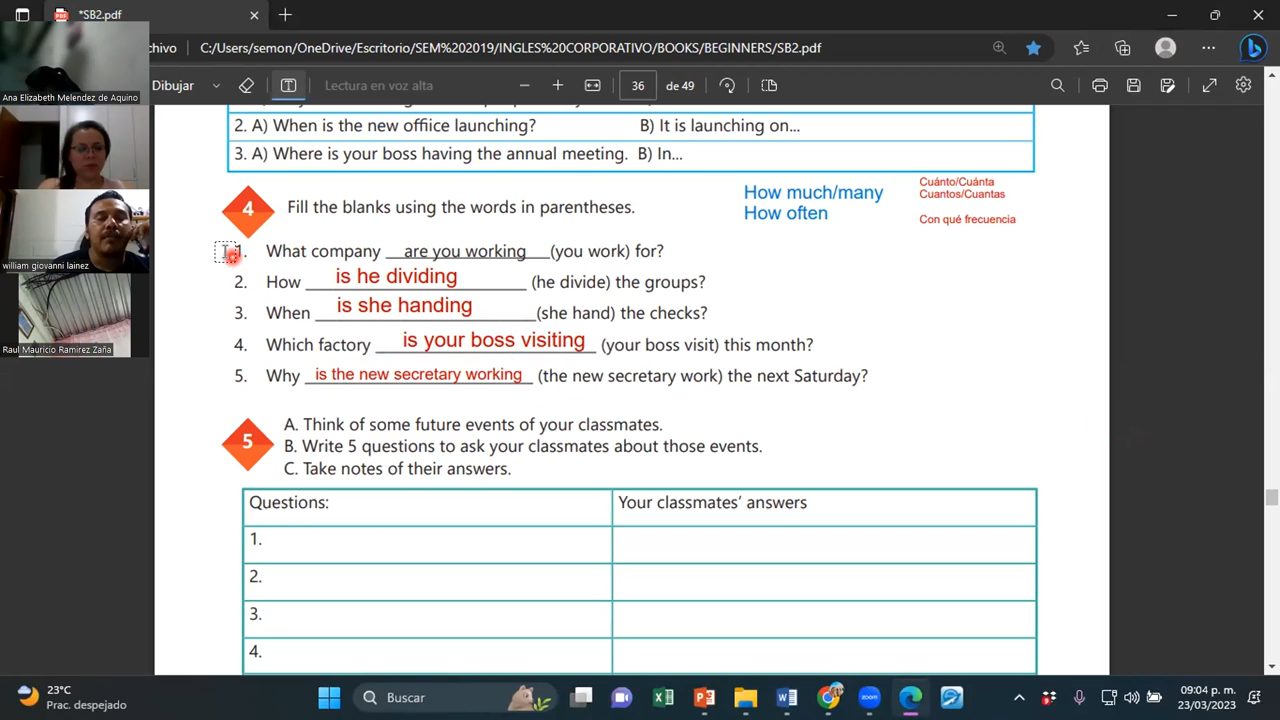 *SB2.pdf
Ana Elizabeth Melendez de Aquino
william giovanni lainez
Raul Mauricio Ramirez Zaña
rchivo C:/Users/semon/OneDrive/Escritorio/SEM%202019/INGLES%20CORPORATIVO/BOOKS/BEGINNERS/SB2.pdf
Dibujar Lectura en voz alta 36 de 49
2. A) When is the new office launching? B) It is launching on...
3. A) Where is your boss having the annual meeting. B) In...
4 Fill the blanks using the words in parentheses.
How much/many
How often
Cuánto/Cuánta
Cuantos/Cuantas
Con qué frecuencia
1. What company are you working (you work) for?
2. How is he dividing (he divide) the groups?
3. When is she handing (she hand) the checks?
4. Which factory is your boss visiting (your boss visit) this month?
5. Why is the new secretary working (the new secretary work) the next Saturday?
5 A. Think of some future events of your classmates.
B. Write 5 questions to ask your classmates about those events.
C. Take notes of their answers.
Questions: Your classmates' answers
1.
2.
3.
4.
23°C
Prac. despejado
Buscar
09:04 p. m.
23/03/2023